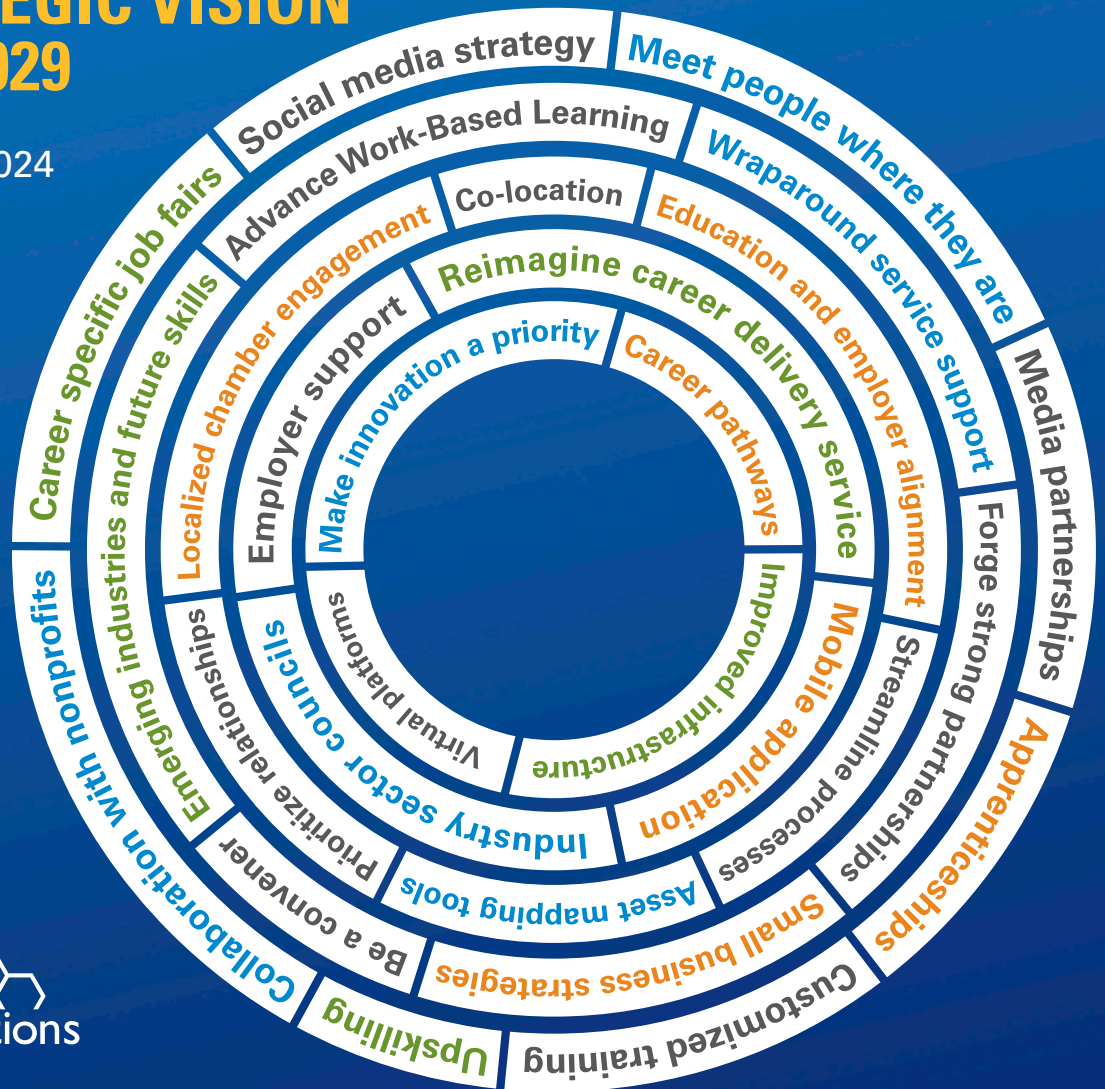 EGIC VISION
029
024
Social media strategy
Meet people where they are
Media partnerships
Apprenticeships
Customized training
Upskilling
Collaboration with nonprofits
Career specific job fairs
Advance Work-Based Learning
Wraparound service support
Forge strong partnerships
Small business strategies
Be a convener
Emerging industries and future skills
Co-location
Education and employer alignment
Streamline processes
Asset mapping tools
Prioritize relationships
Localized chamber engagement
Reimagine career delivery service
Mobile application
Industry sector councils
Employer support
Make innovation a priority
Career pathways
Improved infrastructure
Virtual platforms
tions